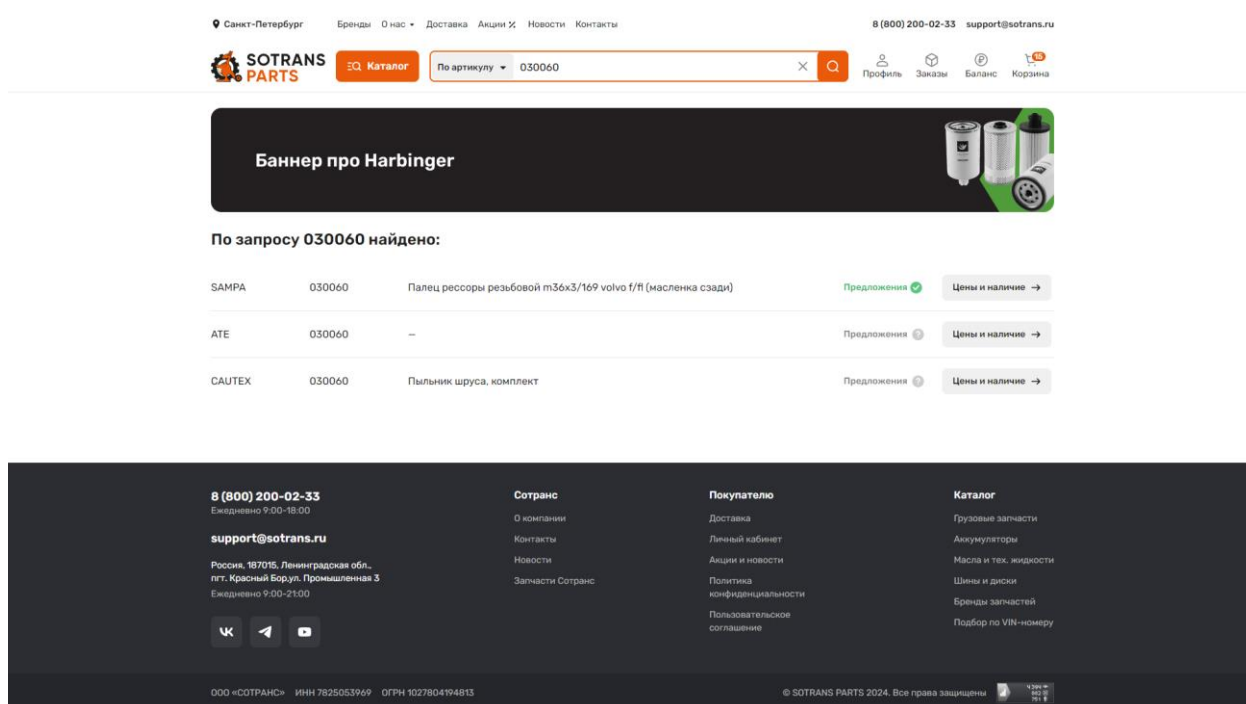 Санкт-Петербург Бренды О нас Доставка Акции % Новости Контакты 8 (800) 200-02-33 support@sotrans.ru
SOTRANS PARTS Каталог По артикулу 030060 Профиль Заказы Баланс Корзина
Баннер про Harbinger
По запросу 030060 найдено:
SAMPA 030060 Палец рессоры резьбовой m36x3/169 volvo f/fl (масленка сзади) Предложения Цены и наличие →
ATE 030060 — Предложения ? Цены и наличие →
CAUTEX 030060 Пыльник шруса, комплект Предложения ? Цены и наличие →
8 (800) 200-02-33 Сотранс Покупателю Каталог
Ежедневно 9:00-18:00 О компании Доставка Грузовые запчасти
support@sotrans.ru Контакты Личный кабинет Аккумуляторы
Россия, 187015, Ленинградская обл., Новости Акции и новости Масла и тех. жидкости
пгт. Красный Бор,ул. Промышленная 3 Запчасти Сотранс Политика Шины и диски
Ежедневно 9:00-21:00 конфиденциальности Бренды запчастей
Пользовательское Подбор по VIN-номеру
соглашение
ООО «СОТРАНС» ИНН 7825053969 ОГРН 1027804194813 © SOTRANS PARTS 2024. Все права защищены